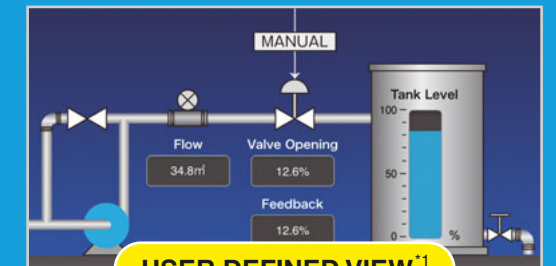 MANUAL
Tank Level
100
Flow
Valve Opening
34.8㎥
12.6%
50
Feedback
12.6%
0
%
USER DEFINED VIEW*1